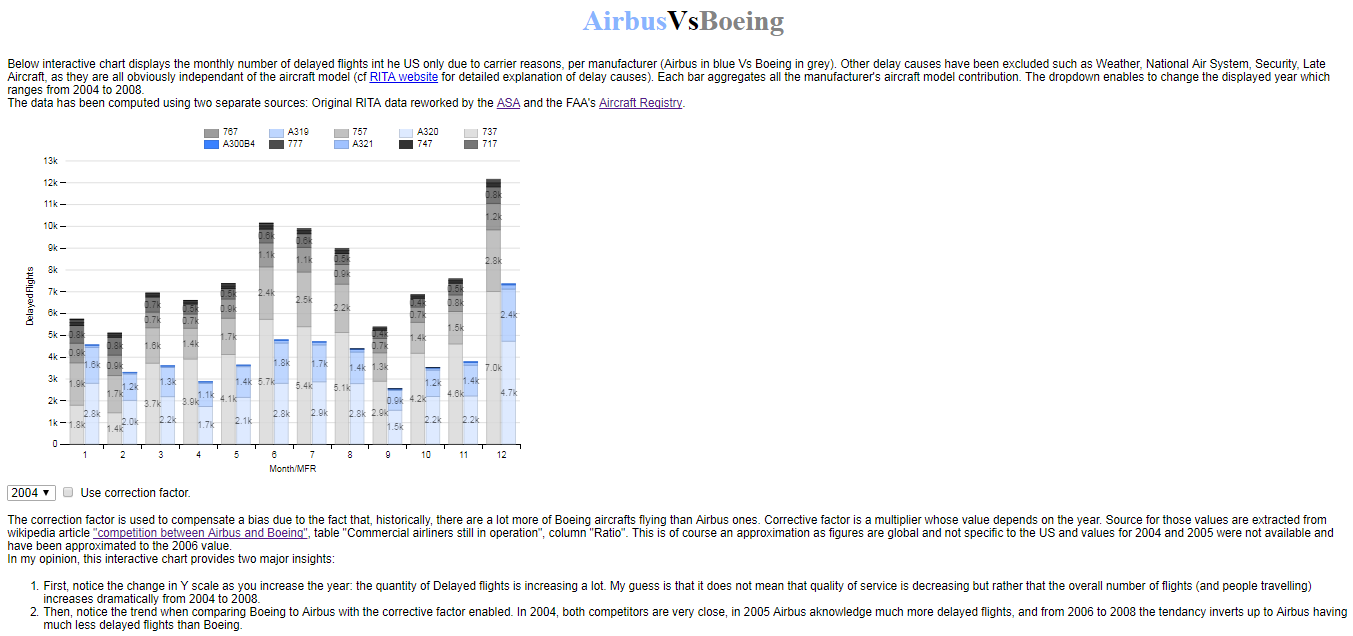 AirbusVsBoeing
Below interactive chart displays the monthly number of delayed flights int he US only due to carrier reasons, per manufacturer (Airbus in blue Vs Boeing in grey). Other delay causes have been excluded such as Weather, National Air System, Security, Late
Aircraft, as they are all obviously independant of the aircraft model (cf RITA website for detailed explanation of delay causes). Each bar aggregates all the manufacturer's aircraft model contribution. The dropdown enables to change the displayed year which
ranges from 2004 to 2008.
The data has been computed using two separate sources: Original RITA data reworked by the ASA and the FAA's Aircraft Registry.
767 A319 757 A320 737
A300B4 777 A321 747 717
13k
12k
11k
10k
9k
8k
7k
6k
5k
4k
3k
2k
1k
0
Delayed flights
0.8k 0.9k 1.9k 1.8k
1.6k 2.8k
0.8k 0.9k 1.7k 1.4k
1.2k 2.0k
0.7k 0.7k 1.6k 3.7k
1.3k 2.2k
0.5k 0.7k 1.4k 3.9k
1.1k 1.7k
0.5k 0.9k 1.7k 4.1k
1.4k 2.1k
0.6k 1.1k 2.4k 5.7k
1.8k 2.8k
0.6k 1.1k 2.5k 5.4k
1.7k 2.9k
0.5k 0.9k 2.2k 5.1k
1.4k 2.8k
0.4k 0.7k 1.3k 2.9k
0.9k 1.5k
0.4k 0.7k 1.4k 4.2k
1.2k 2.2k
0.5k 0.8k 1.5k 4.6k
1.4k 2.2k
0.8k 1.2k 2.8k 7.0k
2.4k 4.7k
1 2 3 4 5 6 7 8 9 10 11 12
Month/MFR
2004 ▼ Use correction factor.
The correction factor is used to compensate a bias due to the fact that, historically, there are a lot more of Boeing aircrafts flying than Airbus ones. Corrective factor is a multiplier whose value depends on the year. Source for those values are extracted from
wikipedia article "competition between Airbus and Boeing", table "Commercial airliners still in operation", column "Ratio". This is of course an approximation as figures are global and not specific to the US and values for 2004 and 2005 were not available and
have been approximated to the 2006 value.
In my opinion, this interactive chart provides two major insights:
1. First, notice the change in Y scale as you increase the year: the quantity of Delayed flights is increasing a lot. My guess is that it does not mean that quality of service is decreasing but rather that the overall number of flights (and people travelling)
increases dramatically from 2004 to 2008.
2. Then, notice the trend when comparing Boeing to Airbus with the corrective factor enabled. In 2004, both competitors are very close, in 2005 Airbus aknowledge much more delayed flights, and from 2006 to 2008 the tendancy inverts up to Airbus having
much less delayed flights than Boeing.